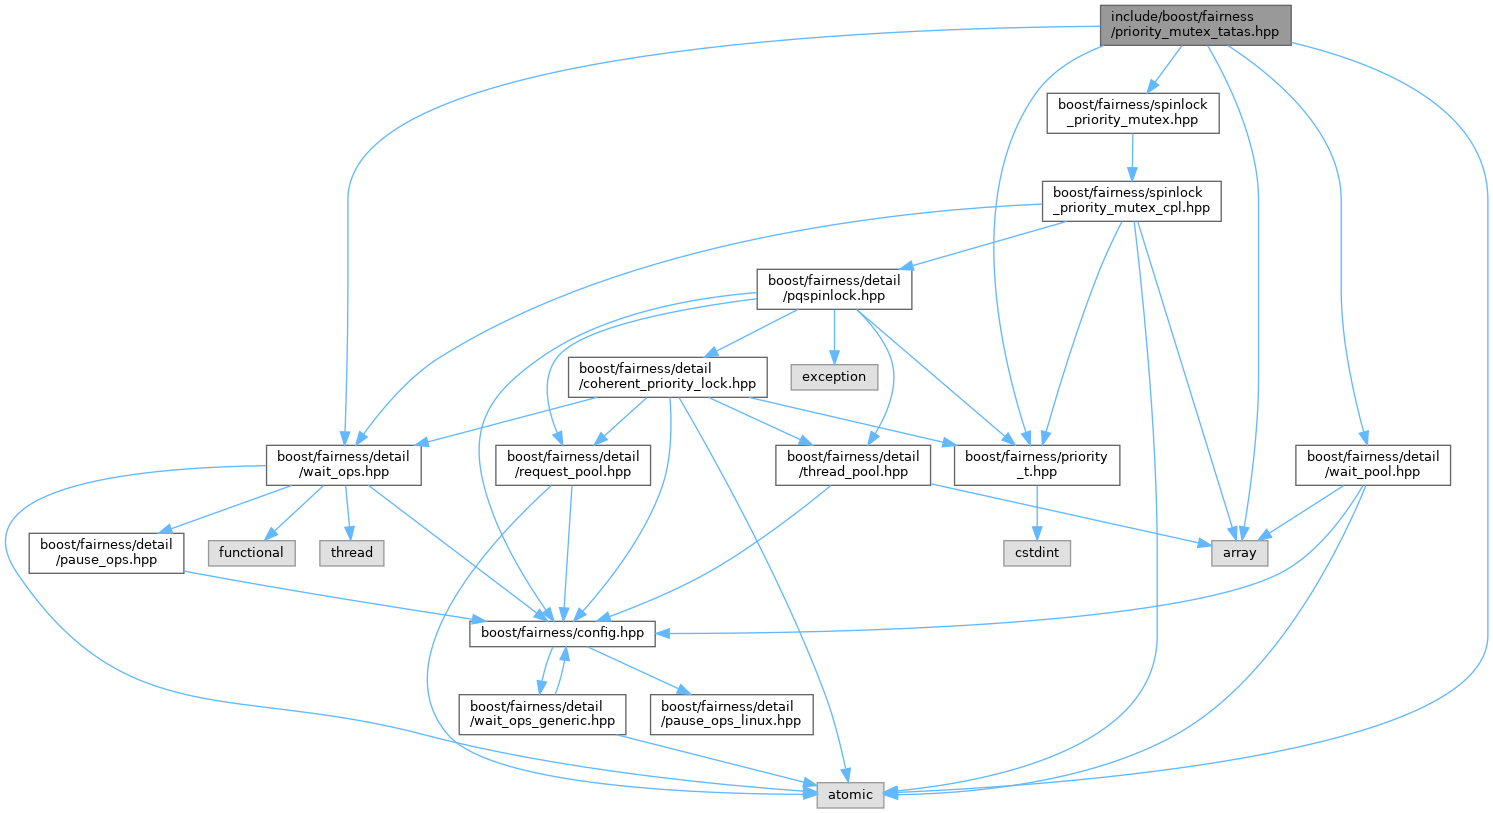 include/boost/fairness
/priority_mutex_tatas.hpp
boost/fairness/spinlock
_priority_mutex.hpp
boost/fairness/spinlock
_priority_mutex_cpl.hpp
boost/fairness/detail
/pqspinlock.hpp
boost/fairness/detail
/coherent_priority_lock.hpp
exception
boost/fairness/detail
/wait_ops.hpp
boost/fairness/detail
/request_pool.hpp
boost/fairness/detail
/thread_pool.hpp
boost/fairness/priority
_t.hpp
boost/fairness/detail
/wait_pool.hpp
boost/fairness/detail
/pause_ops.hpp
functional
thread
cstdint
array
boost/fairness/config.hpp
boost/fairness/detail
/wait_ops_generic.hpp
boost/fairness/detail
/pause_ops_linux.hpp
atomic